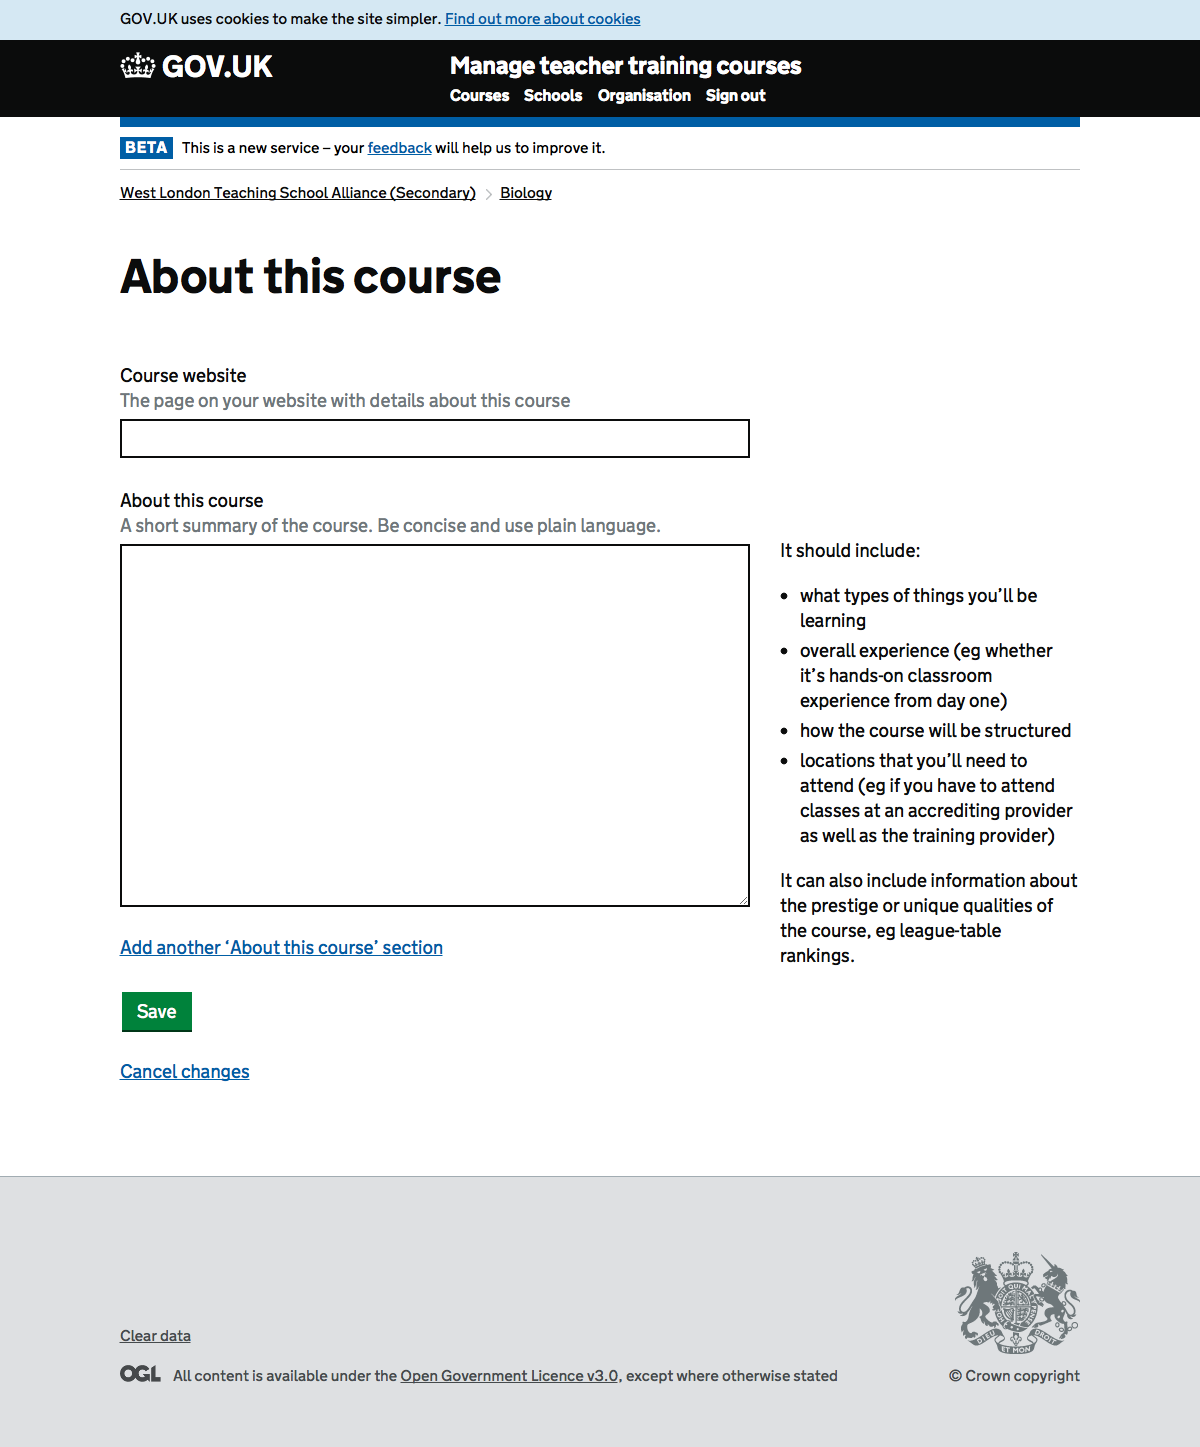 GOV.UK uses cookies to make the site simpler. Find out more about cookies
GOV.UK
Manage teacher training courses
Courses Schools Organisation Sign out
BETA This is a new service – your feedback will help us to improve it.
West London Teaching School Alliance (Secondary) Biology
About this course
Course website
The page on your website with details about this course
About this course
A short summary of the course. Be concise and use plain language.
It should include:
• what types of things you’ll be
learning
• overall experience (eg whether
it’s hands-on classroom
experience from day one)
• how the course will be structured
• locations that you’ll need to
attend (eg if you have to attend
classes at an accrediting provider
as well as the training provider)
It can also include information about
the prestige or unique qualities of
the course, eg league-table
rankings.
Add another ‘About this course’ section
Save
Cancel changes
DIEU ET MON DROIT
Clear data
OGL All content is available under the Open Government Licence v3.0, except where otherwise stated
© Crown copyright